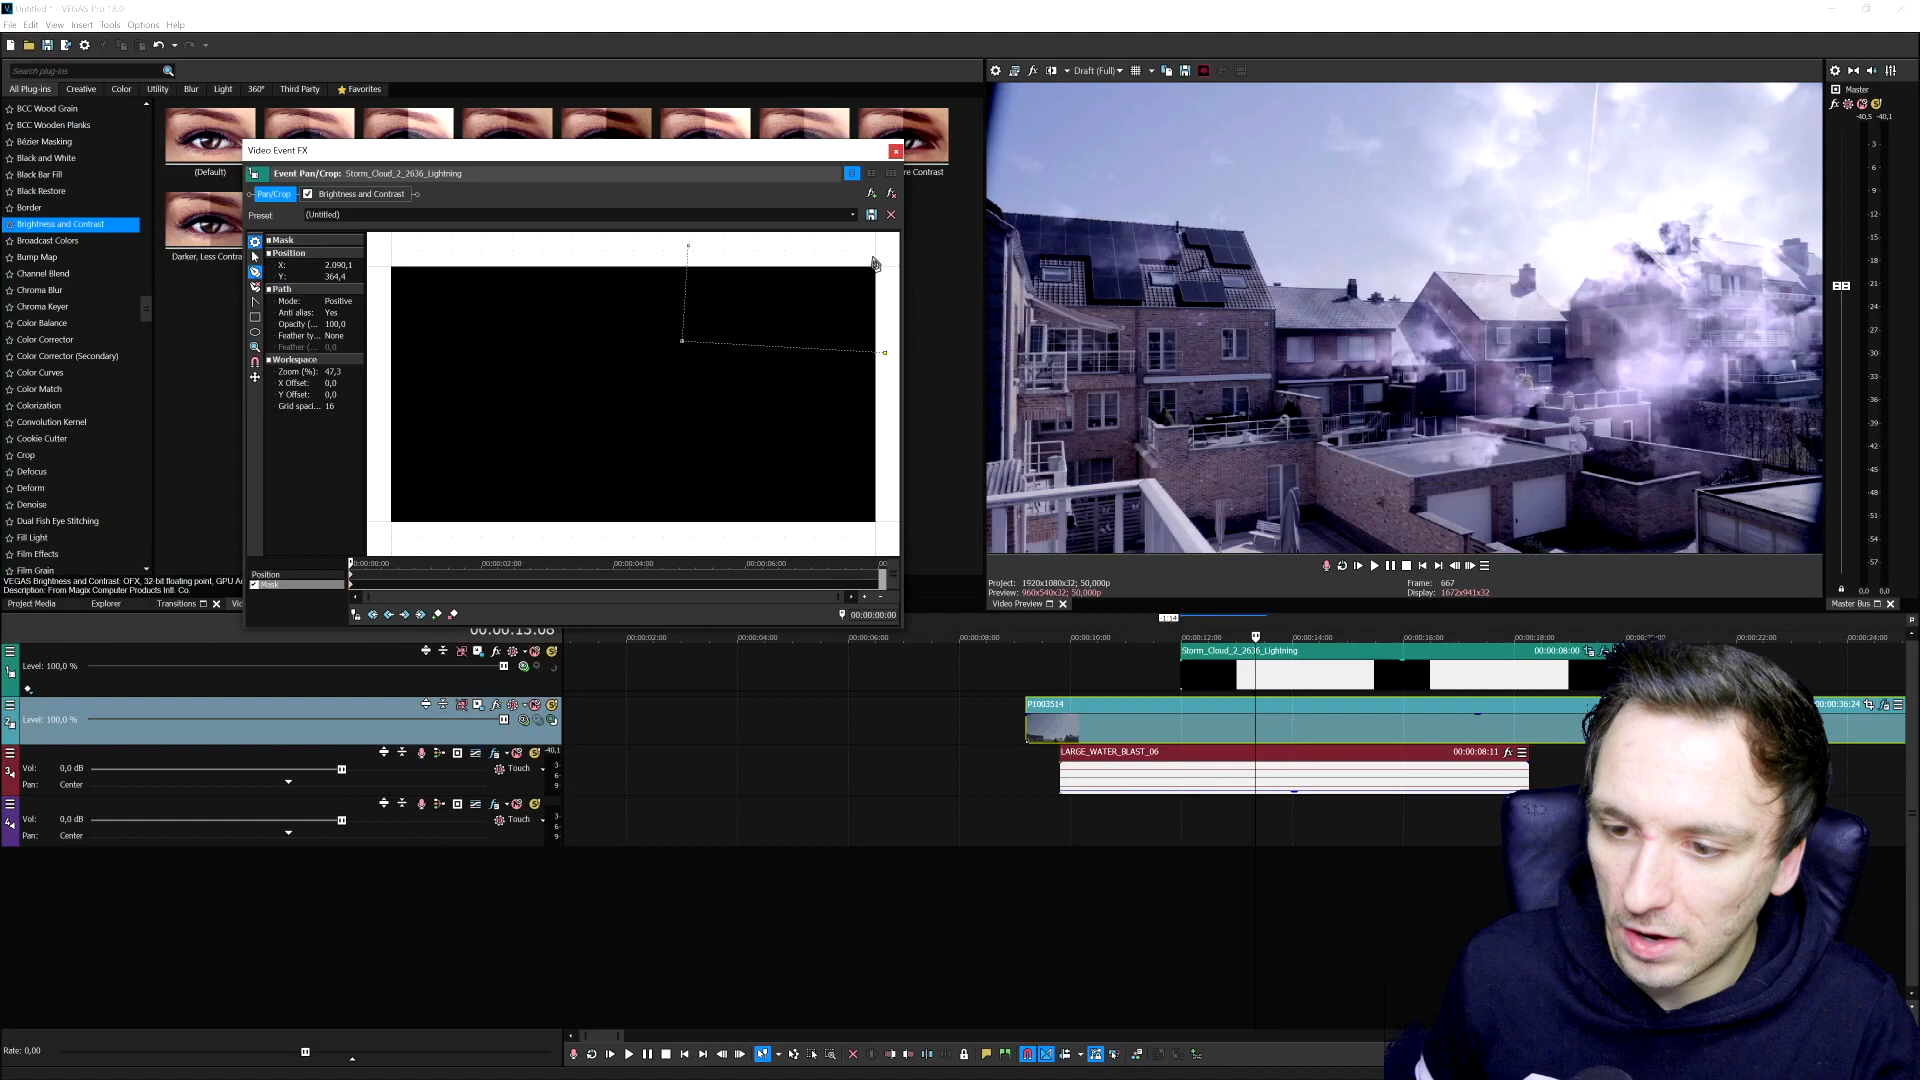 Untitled * - VEGAS Pro 18.0
File Edit View Insert Tools Options Help
Search plug-ins
All Plug-ins Creative Color Utility Blur Light 360° Third Party Favorites
BCC Wood Grain
BCC Wooden Planks
Bézier Masking
Black and White
Black Bar Fill
Black Restore
Border
Brightness and Contrast
Broadcast Colors
Bump Map
Channel Blend
Chroma Blur
Chroma Keyer
Color Balance
Color Corrector
Color Corrector (Secondary)
Color Curves
Color Match
Colorization
Convolution Kernel
Cookie Cutter
Crop
Defocus
Deform
Denoise
Dual Fish Eye Stitching
Fill Light
Film Effects
Film Grain
(Default)
Darker, Less Contra
re Contrast
VEGAS Brightness and Contrast: OFX, 32-bit floating point, GPU Ac
Description: From Magix Computer Products Intl. Co.
Project Media Explorer Transitions
Video Event FX
Event Pan/Crop: Storm_Cloud_2_2636_Lightning
Pan/Crop Brightness and Contrast
Preset: (Untitled)
Mask
Position
X: 2.090,1
Y: 364,4
Path
Mode: Positive
Anti alias: Yes
Opacity (... 100,0
Feather ty... None
Feather (... 0,0
Workspace
Zoom (%): 47,3
X Offset: 0,0
Y Offset: 0,0
Grid spaci... 16
00:00:00:00 00:00:02:00 00:00:04:00 00:00:06:00 00:
Position
Mask
00:00:00:00
Draft (Full)
Project: 1920x1080x32; 50,000p
Preview: 960x540x32; 50,000p
Frame: 667
Display: 1672x941x32
Video Preview
Master
-40,5 -40,1
3
6
9
12
15
18
21
24
27
30
33
36
39
42
45
48
51
54
57
0,0 0,0
Master Bus
00:00:13:08
-1:14
00:00:02:00 00:00:04:00 00:00:06:00 00:00:08:00 00:00:10:00 00:00:12:00 00:00:14:00 00:00:16:00 00:00:18:00 00:00:20:00 00:00:22:00 00:00:24:00
1
Level: 100,0 %
Storm_Cloud_2_2636_Lightning 00:00:08:00
2
Level: 100,0 %
P1003514 00:00:36:24
3
-40,1
Vol: 0,0 dB Touch
Pan: Center
3
6
9
LARGE_WATER_BLAST_06 00:00:08:11
4
Vol: 0,0 dB Touch
Pan: Center
3
6
9
Rate: 0,00